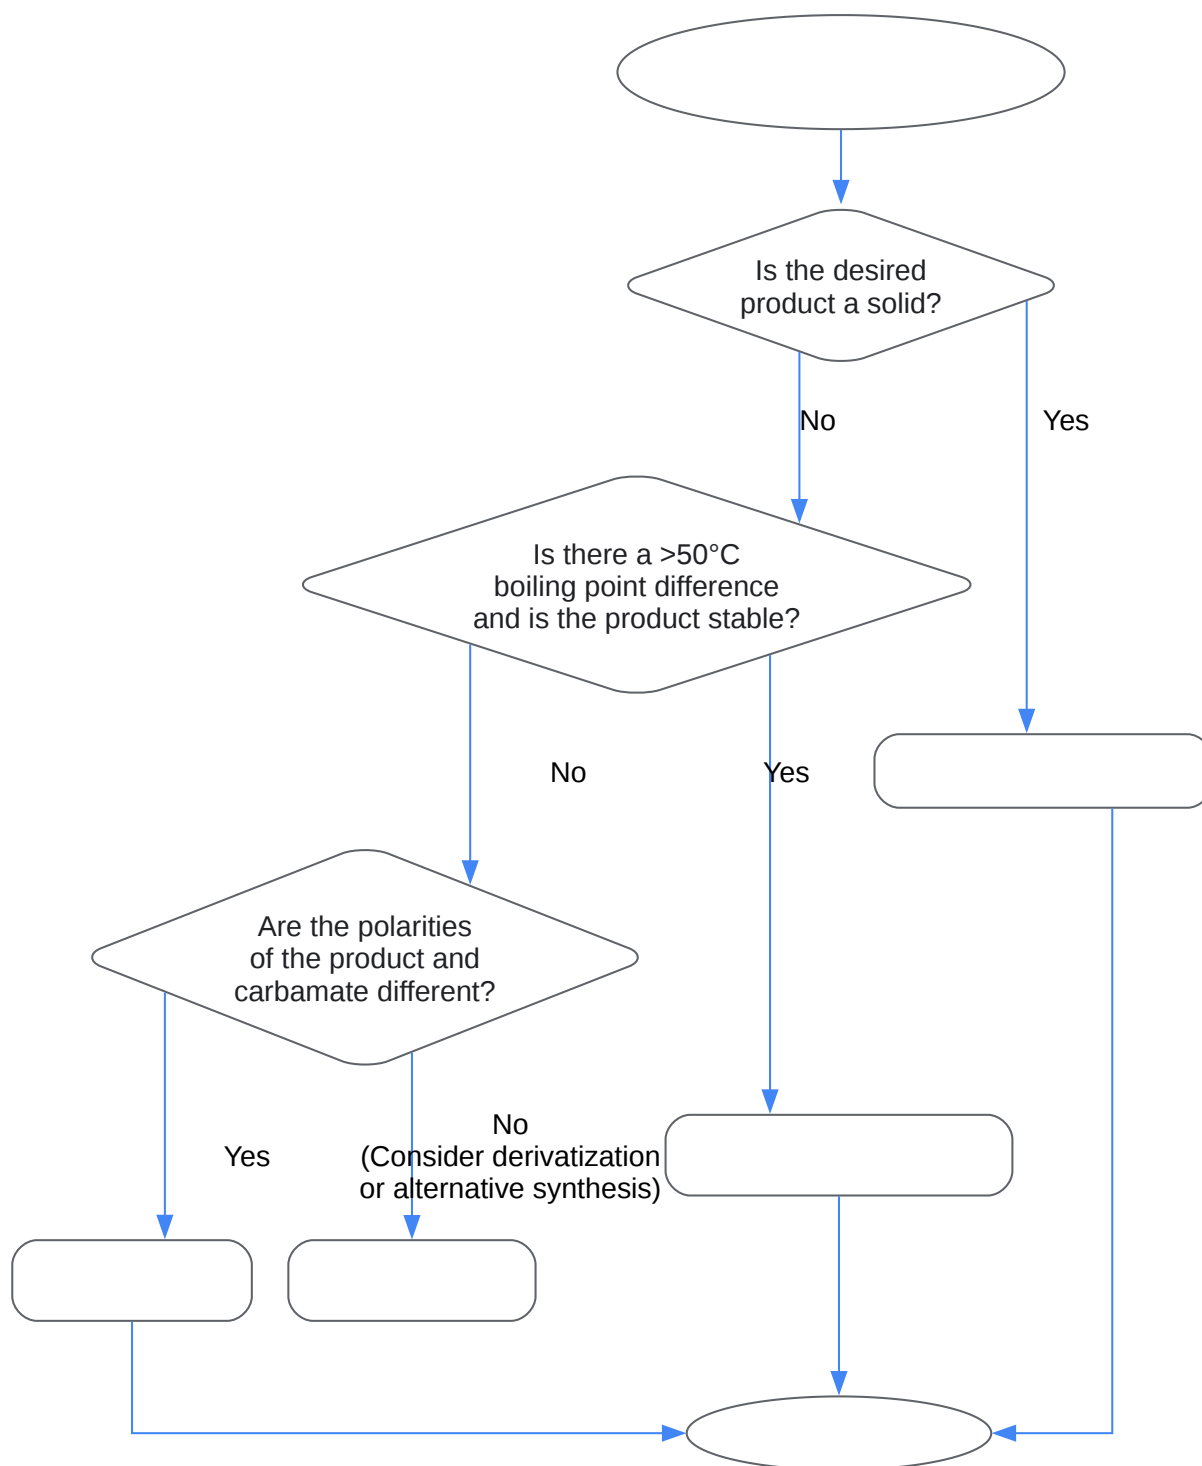 Is the desired
product a solid?
No
Yes
Is there a >50°C
boiling point difference
and is the product stable?
No
Yes
Are the polarities
of the product and
carbamate different?
Yes
No
(Consider derivatization
or alternative synthesis)